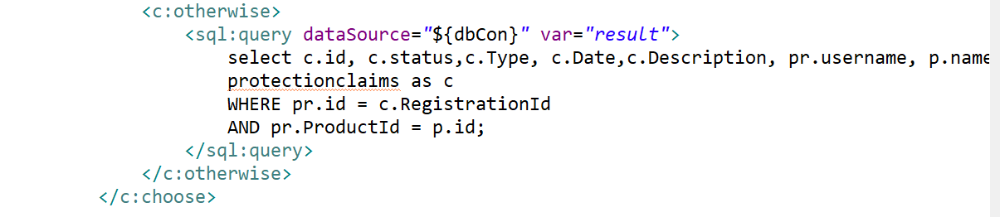 <c:otherwise>
<sql:query dataSource="${dbCon}" var="result">
select c.id, c.status,c.Type, c.Date,c.Description, pr.username, p.name
protectionclaims as c
WHERE pr.id = c.RegistrationId
AND pr.ProductId = p.id;
</sql:query>
</c:otherwise>
</c:choose>